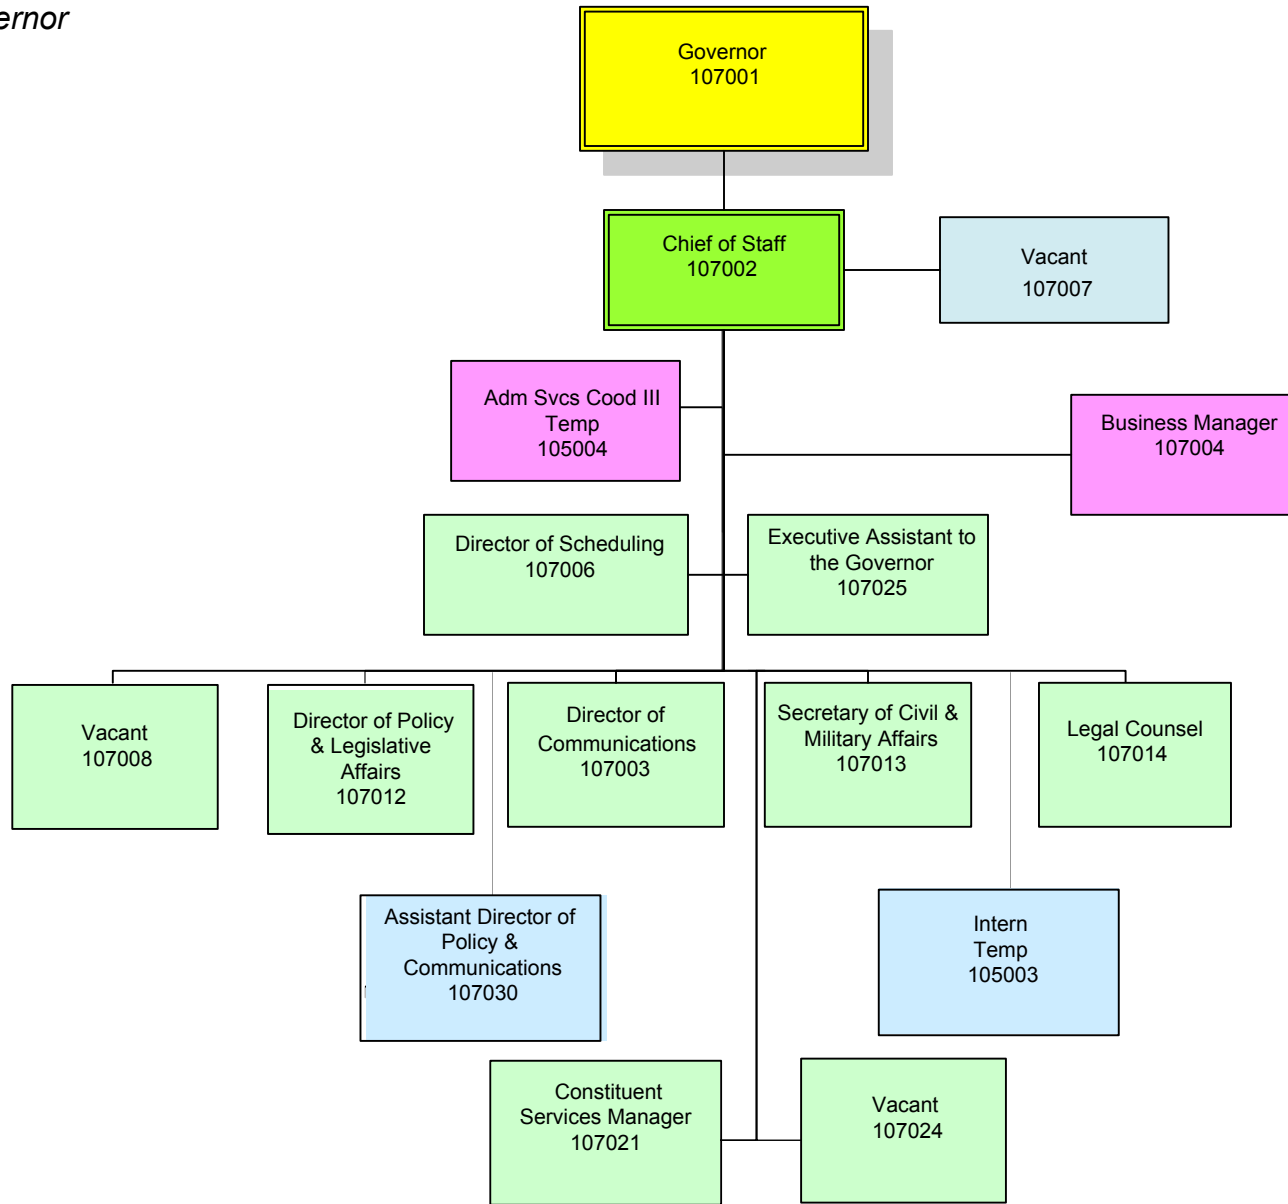 ernor
Governor
107001
Chief of Staff
107002
Vacant
107007
Adm Svcs Cood III
Temp
105004
Business Manager
107004
Director of Scheduling
107006
Executive Assistant to
the Governor
107025
Vacant
107008
Director of Policy
& Legislative
Affairs
107012
Director of
Communications
107003
Secretary of Civil &
Military Affairs
107013
Legal Counsel
107014
Assistant Director of
Policy &
Communications
107030
Intern
Temp
105003
Constituent
Services Manager
107021
Vacant
107024